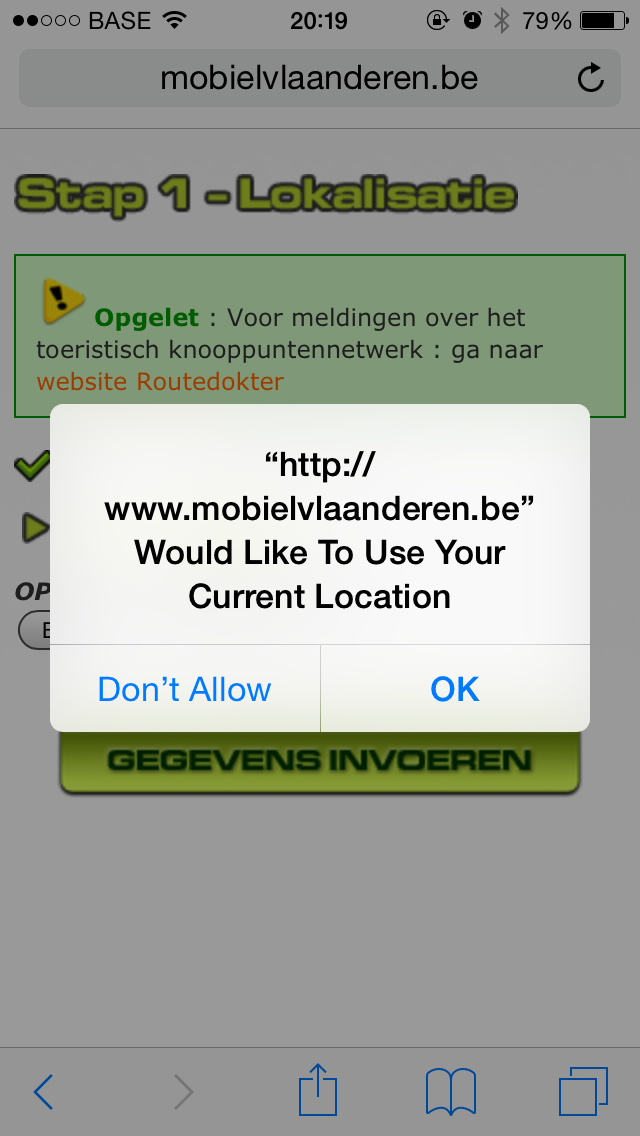 BASE 20:19 79%
mobielvlaanderen.be
Stap 1 - Lokalisatie
Opgelet : Voor meldingen over het
toeristisch knooppuntennetwerk : ga naar
website Routedokter
“http://
www.mobielvlaanderen.be”
Would Like To Use Your
Current Location
OP
Don’t Allow OK
GEGEVENS INVOEREN